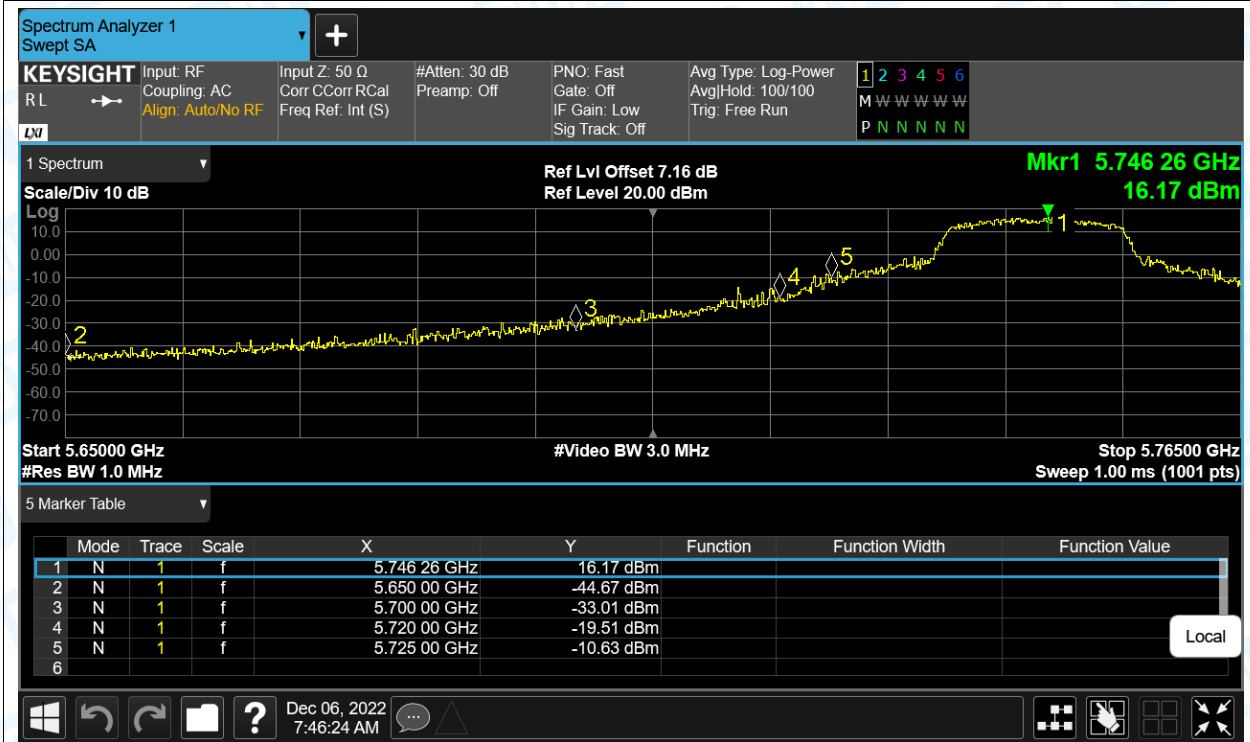 Spectrum Analyzer 1
Swept SA
+
KEYSIGHT
R L
LXI
Input: RF
Coupling: AC
Align: Auto/No RF
Input Z: 50 Ω
Corr CCorr RCal
Freq Ref: Int (S)
#Atten: 30 dB
Preamp: Off
PNO: Fast
Gate: Off
IF Gain: Low
Sig Track: Off
Avg Type: Log-Power
Avg|Hold: 100/100
Trig: Free Run
1 2 3 4 5 6
M W W W W W
P N N N N N
1 Spectrum
Scale/Div 10 dB
Ref Lvl Offset 7.16 dB
Ref Level 20.00 dBm
Mkr1 5.746 26 GHz
16.17 dBm
Log
10.0
0.00
-10.0
-20.0
-30.0
-40.0
-50.0
-60.0
-70.0
1
2
3
4
5
Start 5.65000 GHz
#Res BW 1.0 MHz
#Video BW 3.0 MHz
Stop 5.76500 GHz
Sweep 1.00 ms (1001 pts)
5 Marker Table
Mode Trace Scale X Y Function Function Width Function Value
1 N 1 f 5.746 26 GHz 16.17 dBm
2 N 1 f 5.650 00 GHz -44.67 dBm
3 N 1 f 5.700 00 GHz -33.01 dBm
4 N 1 f 5.720 00 GHz -19.51 dBm
5 N 1 f 5.725 00 GHz -10.63 dBm
6
Local
?
Dec 06, 2022
7:46:24 AM